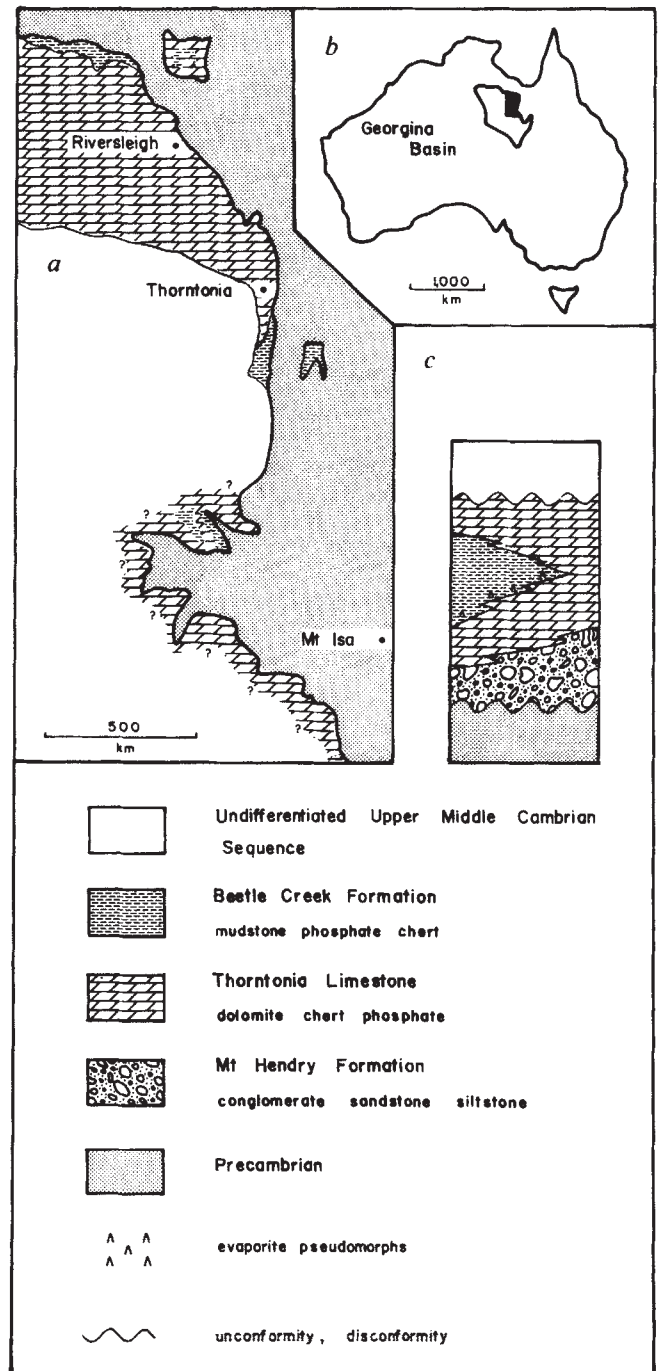 b
Georgina
Basin
1,000
km
Riversleigh
a
Thorntonia
c
?
?
?
?
?
Mt Isa
?
?
500
km
Undifferentiated Upper Middle Cambrian
Sequence
Beetle Creek Formation
mudstone phosphate chert
Thorntonia Limestone
dolomite chert phosphate
Mt Hendry Formation
conglomerate sandstone siltstone
Precambrian
evaporite pseudomorphs
unconformity, disconformity